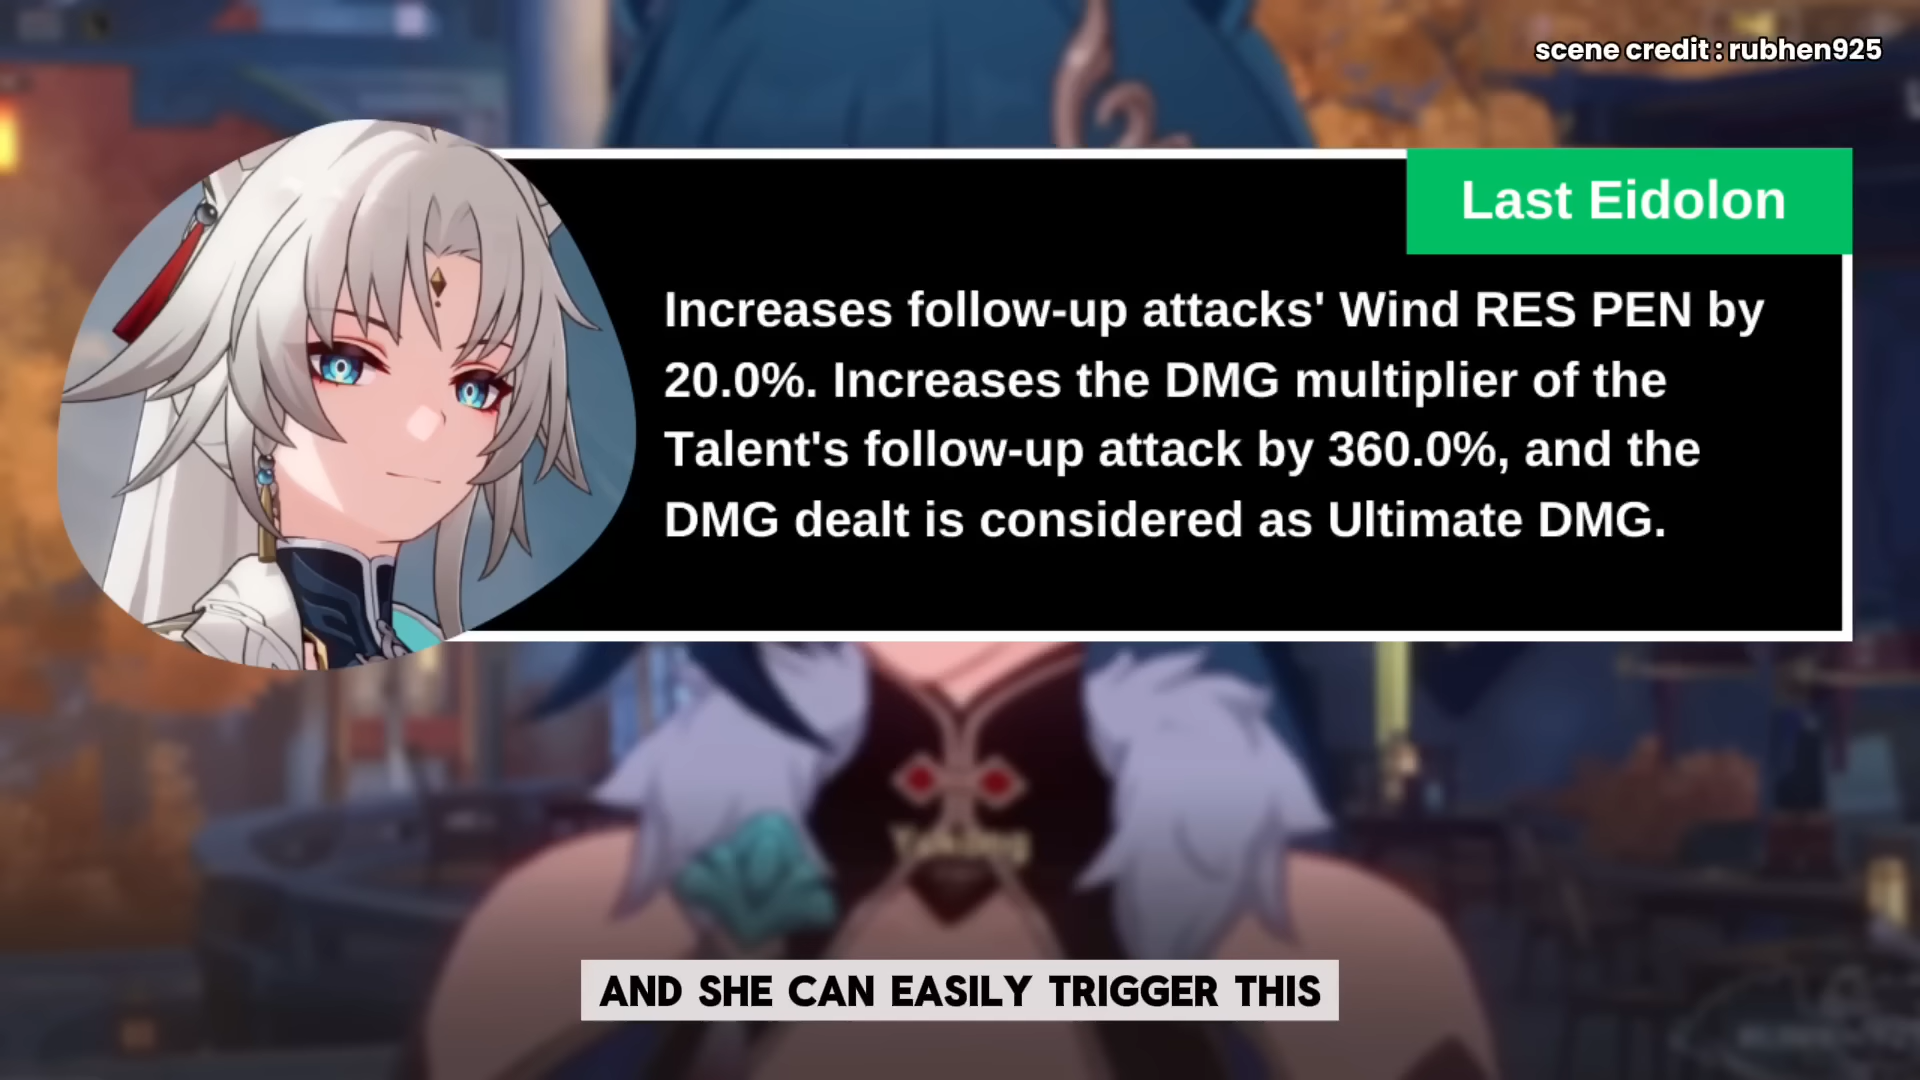 scene credit : rubhen925
Last Eidolon
Increases follow-up attacks' Wind RES PEN by
20.0%. Increases the DMG multiplier of the
Talent's follow-up attack by 360.0%, and the
DMG dealt is considered as Ultimate DMG.
Yukong
AND SHE CAN EASILY TRIGGER THIS